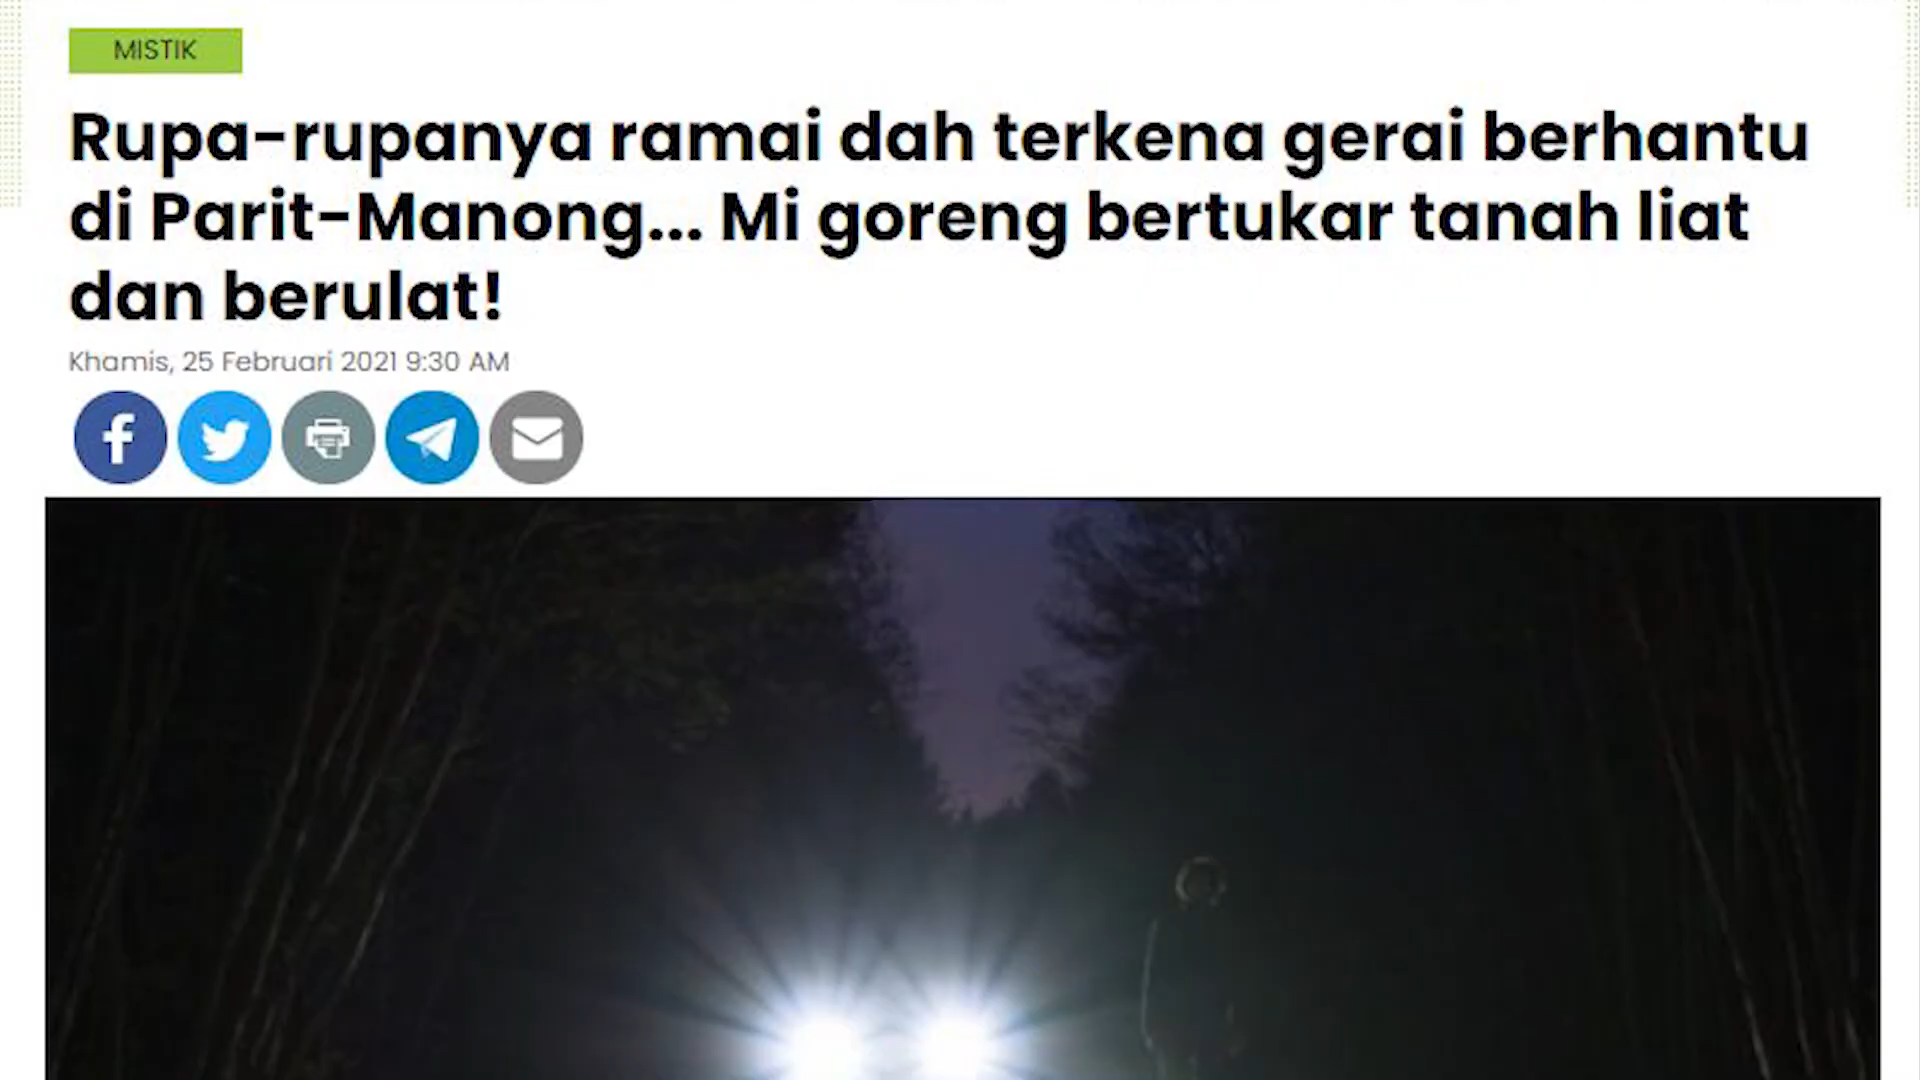 MISTIK
Rupa-rupanya ramai dah terkena gerai berhantu
di Parit-Manong... Mi goreng bertukar tanah liat
dan berulat!
Khamis, 25 Februari 2021 9:30 AM